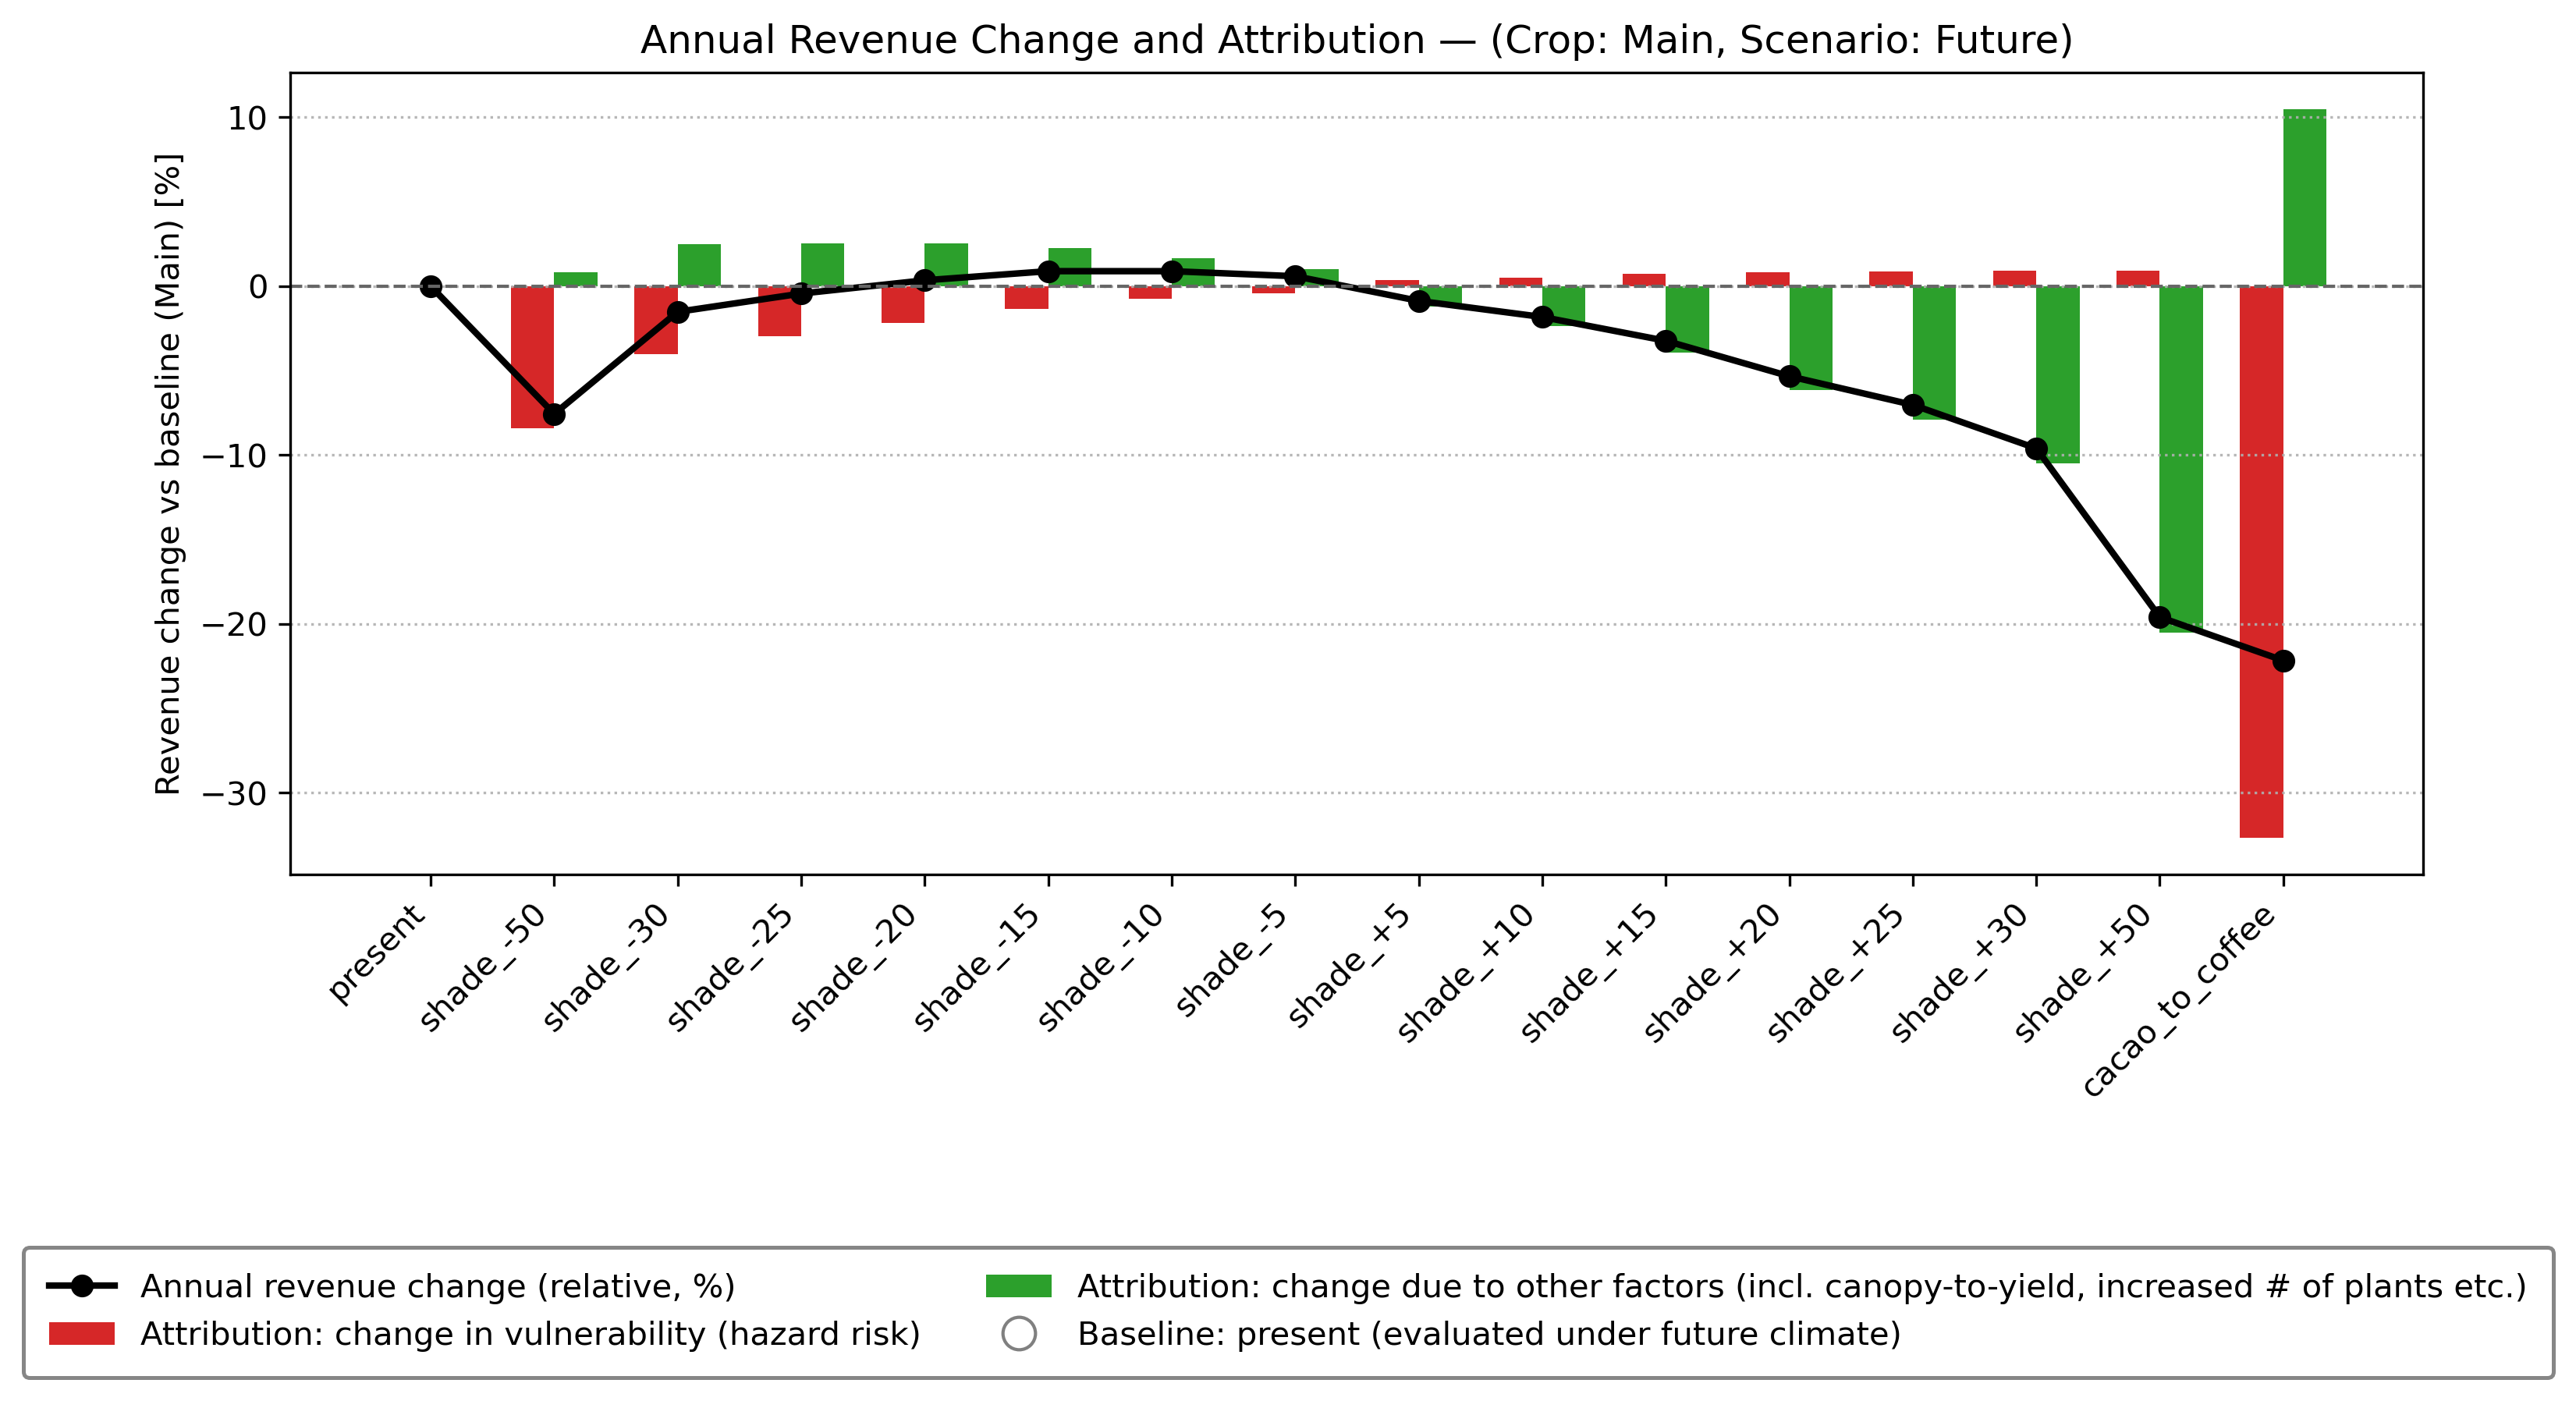 Annual Revenue Change and Attribution — (Crop: Main, Scenario: Future)
Revenue change vs baseline (Main) [%]
10
0
−10
−20
−30
present
shade_-50
shade_-30
shade_-25
shade_-20
shade_-15
shade_-10
shade_-5
shade_+5
shade_+10
shade_+15
shade_+20
shade_+25
shade_+30
shade_+50
cacao_to_coffee
Annual revenue change (relative, %)
Attribution: change in vulnerability (hazard risk)
Attribution: change due to other factors (incl. canopy-to-yield, increased # of plants etc.)
Baseline: present (evaluated under future climate)